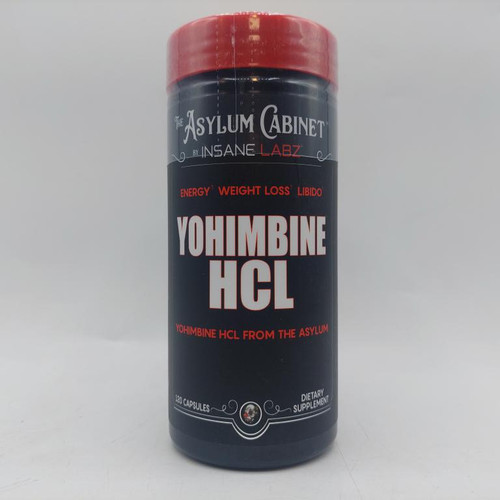 THE ASYLUM CABINET
BY INSANE LABZ
ENERGY* WEIGHT LOSS* LIBIDO*
YOHIMBINE
HCL
YOHIMBINE HCL FROM THE ASYLUM
120 CAPSULES
DIETARY
SUPPLEMENT